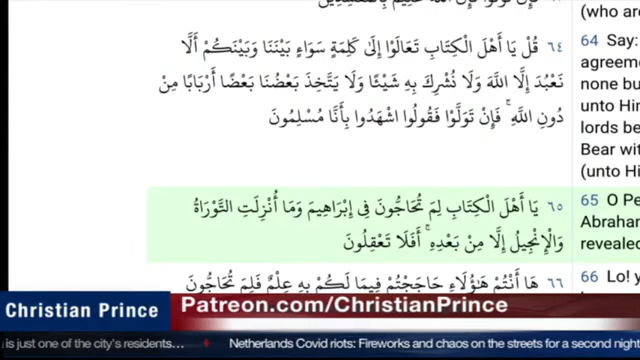 ٦٤ قُلْ يَا أَهْلَ الْكِتَابِ تَعَالَوْا إِلَىٰ كَلِمَةٍ سَوَاءٍ بَيْنَنَا وَبَيْنَكُمْ أَلَّا
نَعْبُدَ إِلَّا اللَّهَ وَلَا نُشْرِكَ بِهِ شَيْئًا وَلَا يَتَّخِذَ بَعْضُنَا بَعْضًا أَرْبَابًا مِنْ
دُونِ اللَّهِ ۚ فَإِنْ تَوَلَّوْا فَقُولُوا اشْهَدُوا بِأَنَّا مُسْلِمُونَ
(who are
64 Say:
agreeme
none bu
unto Hi
lords be
Bear wit
(unto Hi
٦٥ يَا أَهْلَ الْكِتَابِ لِمَ تُحَاجُّونَ فِي إِبْرَاهِيمَ وَمَا أُنْزِلَتِ التَّوْرَاةُ
وَالْإِنْجِيلُ إِلَّا مِنْ بَعْدِهِ ۚ أَفَلَا تَعْقِلُونَ
65 O Pe
Abraham
revealed
٦٦ هَا أَنْتُمْ هَٰؤُلَاءِ حَاجَجْتُمْ فِيمَا لَكُمْ بِهِ عِلْمٌ فَلِمَ تُحَاجُّونَ
66 Lo! y
Christian Prince
Patreon.com/ChristianPrince
is just one of the city's residents... Netherlands Covid riots: Fireworks and chaos on the streets for a second night